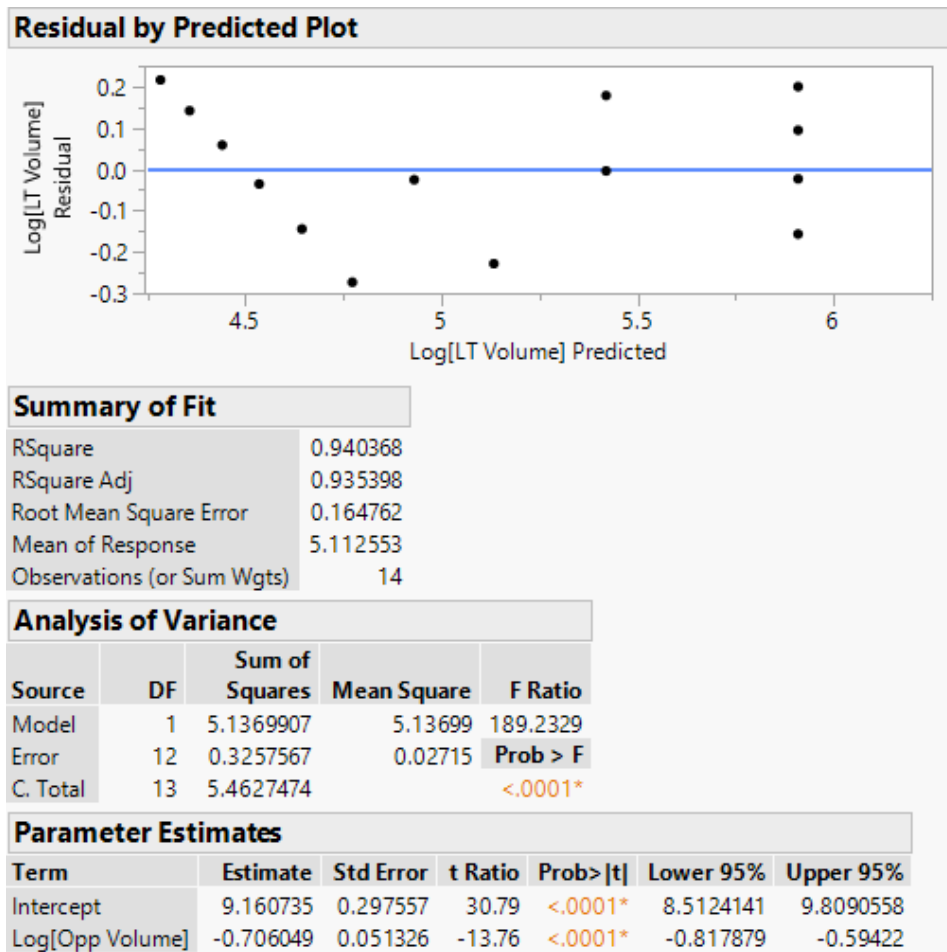 Residual by Predicted Plot
Log[LT Volume]
Residual
0.2
0.1
0.0
-0.1
-0.2
-0.3
4.5 5 5.5 6
Log[LT Volume] Predicted
Summary of Fit
RSquare 0.940368
RSquare Adj 0.935398
Root Mean Square Error 0.164762
Mean of Response 5.112553
Observations (or Sum Wgts) 14
Analysis of Variance
Sum of
Source DF Squares Mean Square F Ratio
Model 1 5.1369907 5.13699 189.2329
Error 12 0.3257567 0.02715 Prob > F
C. Total 13 5.4627474 <.0001*
Parameter Estimates
Term Estimate Std Error t Ratio Prob>|t| Lower 95% Upper 95%
Intercept 9.160735 0.297557 30.79 <.0001* 8.5124141 9.8090558
Log[Opp Volume] -0.706049 0.051326 -13.76 <.0001* -0.817879 -0.59422